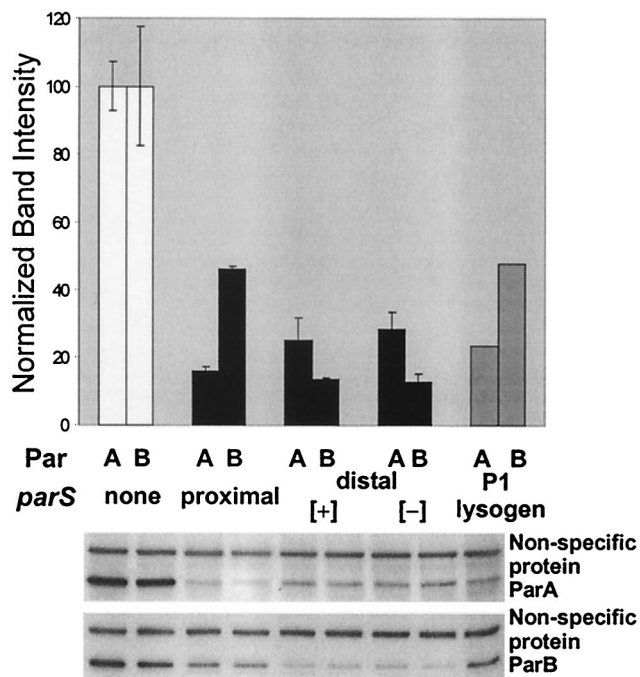 120
100
80
60
40
20
0
Normalized Band Intensity
Par A B A B A B A B A B
parS none proximal distal P1
[+] [–] lysogen
Non-specific
protein
ParA
Non-specific
protein
ParB